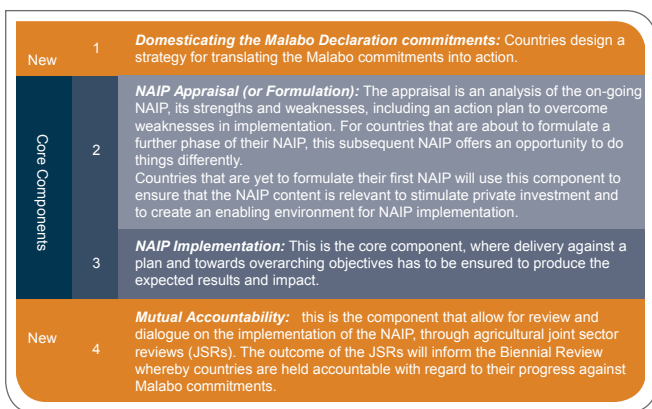 New
1
Domesticating the Malabo Declaration commitments: Countries design a
strategy for translating the Malabo commitments into action.
Core Components
2
NAIP Appraisal (or Formulation): The appraisal is an analysis of the on-going
NAIP, its strengths and weaknesses, including an action plan to overcome
weaknesses in implementation. For countries that are about to formulate a
further phase of their NAIP, this subsequent NAIP offers an opportunity to do
things differently.
Countries that are yet to formulate their first NAIP will use this component to
ensure that the NAIP content is relevant to stimulate private investment and
to create an enabling environment for NAIP implementation.
3
NAIP Implementation: This is the core component, where delivery against a
plan and towards overarching objectives has to be ensured to produce the
expected results and impact.
New
4
Mutual Accountability: this is the component that allow for review and
dialogue on the implementation of the NAIP, through agricultural joint sector
reviews (JSRs). The outcome of the JSRs will inform the Biennial Review
whereby countries are held accountable with regard to their progress against
Malabo commitments.